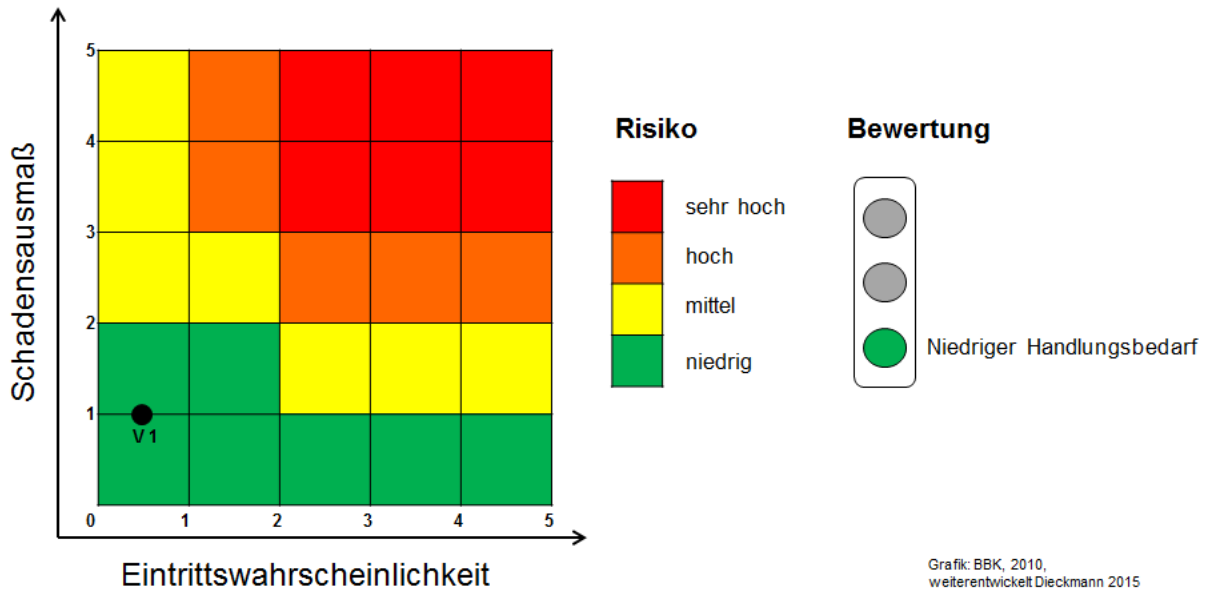 Schadensausmaß
5
4
3
2
1
V1
0 1 2 3 4 5
Eintrittswahrscheinlichkeit
Risiko
sehr hoch
hoch
mittel
niedrig
Bewertung
Niedriger Handlungsbedarf
Grafik: BBK, 2010,
weiterentwickelt Dieckmann 2015